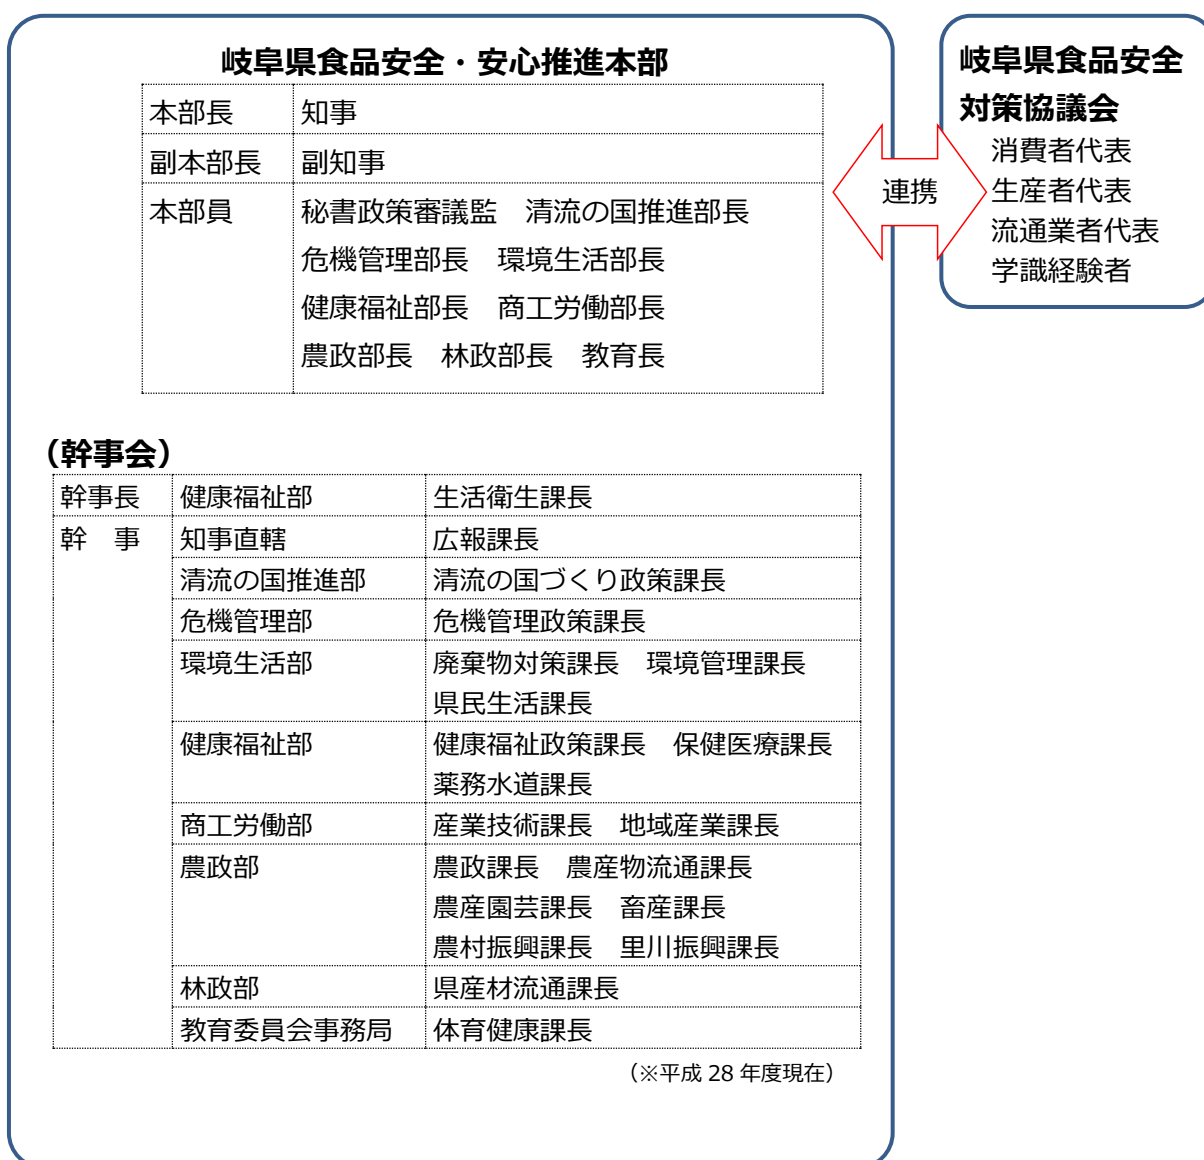 岐阜県食品安全・安心推進本部
本部長 知事
副本部長 副知事
本部員 秘書政策審議監 清流の国推進部長
危機管理部長 環境生活部長
健康福祉部長 商工労働部長
農政部長 林政部長 教育長
連携
岐阜県食品安全
対策協議会
消費者代表
生産者代表
流通業者代表
学識経験者
（幹事会）
幹事長 健康福祉部 生活衛生課長
幹 事 知事直轄 広報課長
清流の国推進部 清流の国づくり政策課長
危機管理部 危機管理政策課長
環境生活部 廃棄物対策課長 環境管理課長
県民生活課長
健康福祉部 健康福祉政策課長 保健医療課長
薬務水道課長
商工労働部 産業技術課長 地域産業課長
農政部 農政課長 農産物流通課長
農産園芸課長 畜産課長
農村振興課長 里川振興課長
林政部 県産材流通課長
教育委員会事務局 体育健康課長
（※平成 28 年度現在）